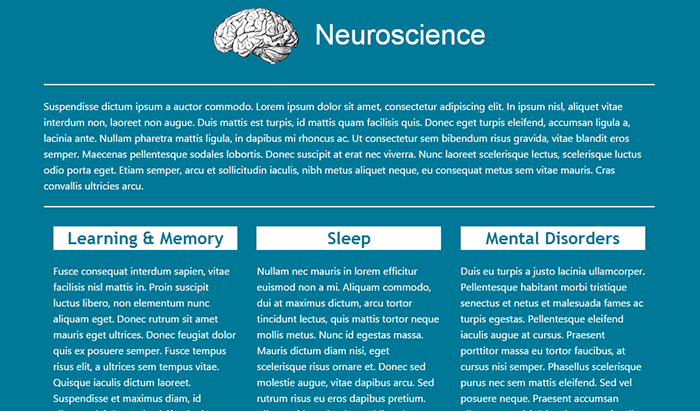 Neuroscience
Suspendisse dictum ipsum a auctor commodo. Lorem ipsum dolor sit amet, consectetur adipiscing elit. In ipsum nisl, aliquet vitae
interdum non, laoreet non augue. Duis mattis est turpis, id mattis quam facilisis quis. Donec eget turpis eleifend, accumsan ligula a,
lacinia ante. Nullam pharetra mattis ligula, in dapibus mi rhoncus ac. Ut consectetur sem bibendum risus gravida, vitae blandit eros
semper. Maecenas pellentesque sodales lobortis. Donec suscipit at erat nec viverra. Nunc laoreet scelerisque lectus, scelerisque luctus
odio porta eget. Etiam semper, arcu et sollicitudin iaculis, nibh metus aliquet neque, eu consequat metus sem vitae mauris. Cras
convallis ultricies arcu.
Learning & Memory
Fusce consequat interdum sapien, vitae
facilisis nisl mattis in. Proin suscipit
luctus libero, non elementum nunc
aliquam eget. Donec rutrum sit amet
mauris eget ultrices. Donec feugiat dolor
quis ex posuere semper. Fusce tempus
risus elit, a ultrices sem tempus vitae.
Quisque iaculis dictum laoreet.
Suspendisse et maximus diam, id
Sleep
Nullam nec mauris in lorem efficitur
euismod non a mi. Aliquam commodo,
dui at maximus dictum, arcu tortor
tincidunt lectus, quis mattis tortor neque
mollis metus. Nunc id egestas massa.
Mauris dictum diam nisi, eget
scelerisque risus ornare et. Donec sed
molestie augue, vitae dapibus arcu. Sed
rutrum risus eu eros dapibus pretium.
Mental Disorders
Duis eu turpis a justo lacinia ullamcorper.
Pellentesque habitant morbi tristique
senectus et netus et malesuada fames ac
turpis egestas. Pellentesque eleifend
iaculis augue at cursus. Praesent
porttitor massa eu tortor faucibus, at
cursus nisi semper. Phasellus scelerisque
purus nec sem mattis eleifend. Sed vel
posuere neque. Praesent accumsan